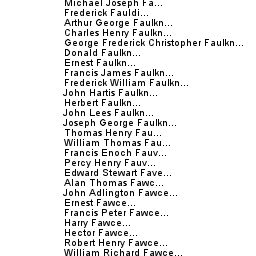 Michael Joseph Fa...
Frederick Fauldi...
Arthur George Faulkn...
Charles Henry Faulkn...
George Frederick Christopher Faulkn...
Donald Faulkn...
Ernest Faulkn...
Francis James Faulkn...
Frederick William Faulkn...
John Hartis Faulkn...
Herbert Faulkn...
John Lees Faulkn...
Joseph George Faulkn...
Thomas Henry Fau...
William Thomas Fau...
Francis Enoch Fauv...
Percy Henry Fauv...
Edward Stewart Fave...
Alan Thomas Fawc...
John Adlington Fawce...
Ernest Fawce...
Francis Peter Fawce...
Harry Fawce...
Hector Fawce...
Robert Henry Fawce...
William Richard Fawce...